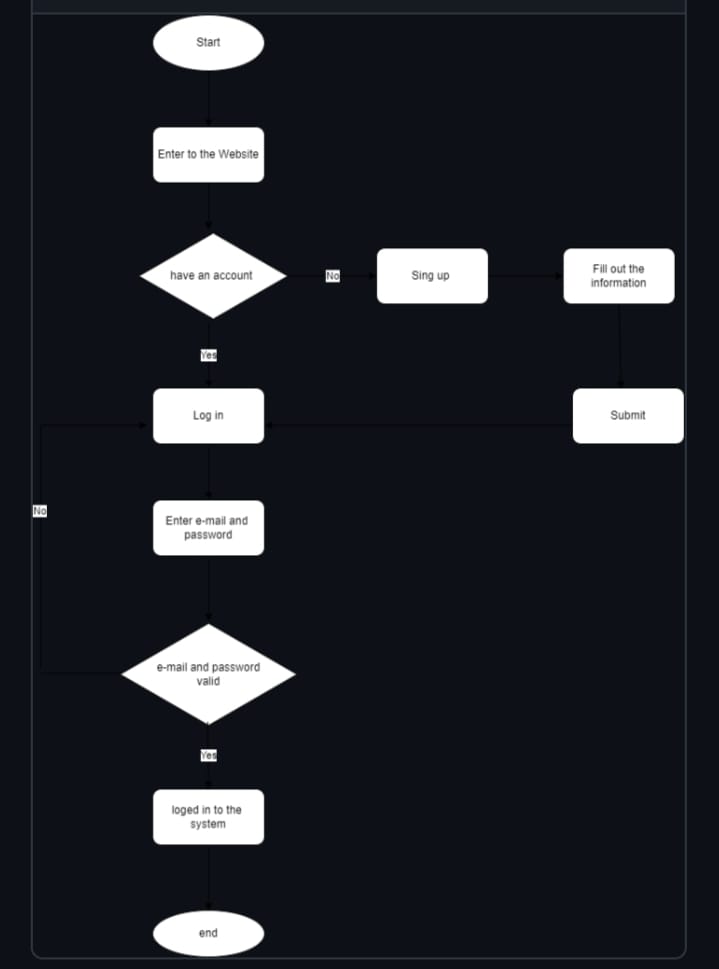 Start
Enter to the Website
have an account
No
Sing up
Fill out the
information
Yes
Log in
Submit
No
Enter e-mail and
password
e-mail and password
valid
Yes
loged in to the
system
end